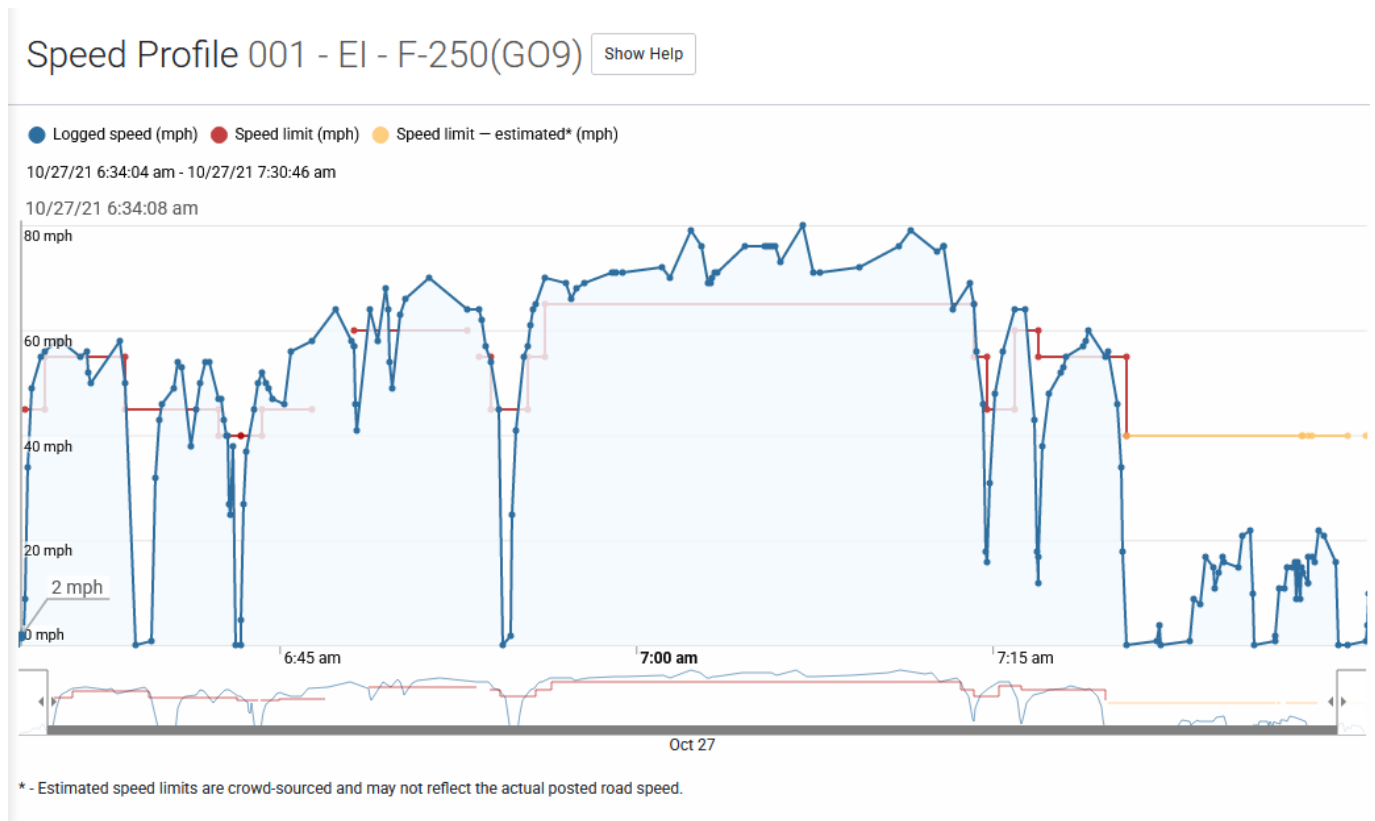 Speed Profile 001 - EI - F-250(GO9) Show Help
Logged speed (mph) Speed limit (mph) Speed limit — estimated* (mph)
10/27/21 6:34:04 am - 10/27/21 7:30:46 am
10/27/21 6:34:08 am
80 mph
60 mph
40 mph
20 mph
2 mph
0 mph
6:45 am 7:00 am 7:15 am
Oct 27
* - Estimated speed limits are crowd-sourced and may not reflect the actual posted road speed.